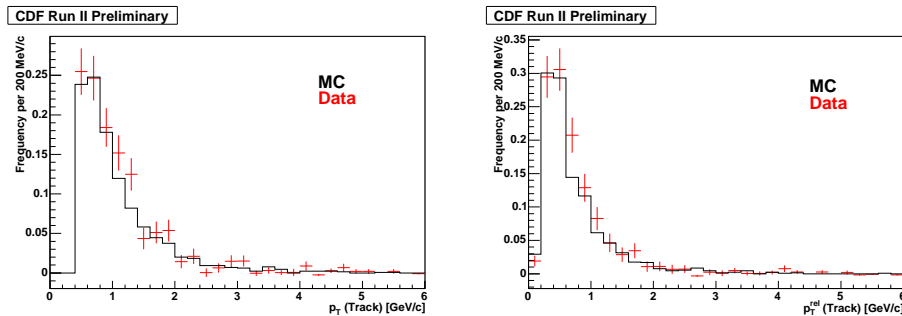 CDF Run II Preliminary
Frequency per 200 MeV/c
0.25
0.2
0.15
0.1
0.05
0
MC
Data
0 1 2 3 4 5 6
p_T (Track) [GeV/c]
CDF Run II Preliminary
Frequency per 200 MeV/c
0.35
0.3
0.25
0.2
0.15
0.1
0.05
0
MC
Data
0 1 2 3 4 5 6
p_T^rel (Track) [GeV/c]